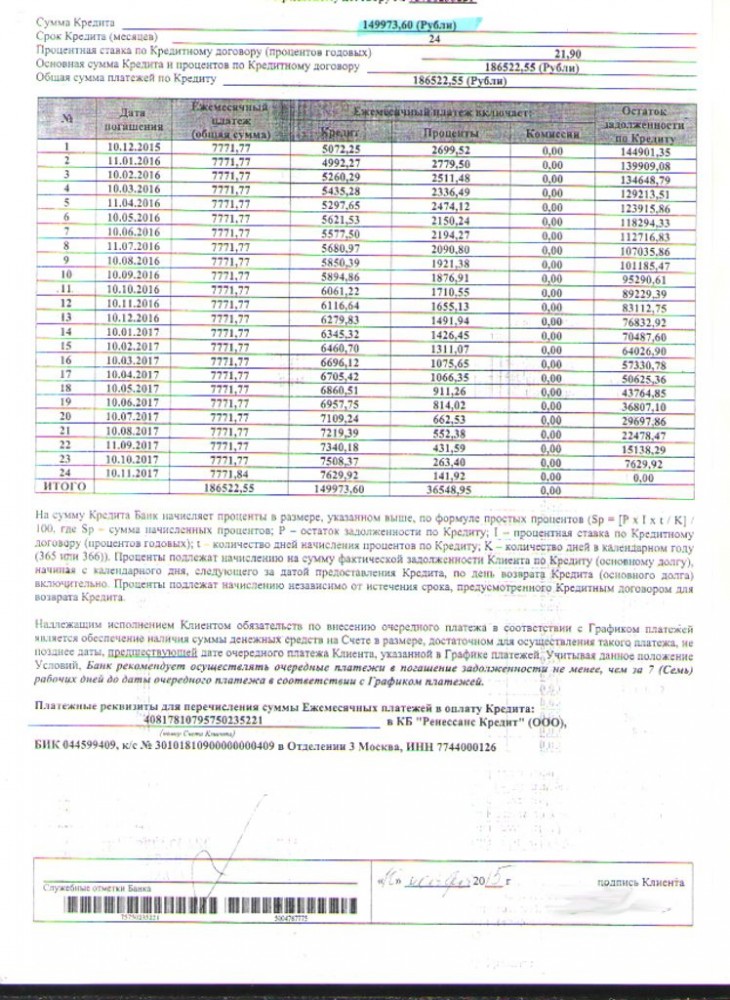 Сумма Кредита 149973,60 (Рубли)
Срок Кредита (месяцев) 24
Процентная ставка по Кредитному договору (процентов годовых) 21,90
Основная сумма Кредита и процентов по Кредитному договору 186522,55 (Рубли)
Общая сумма платежей по Кредиту 186522,55 (Рубли)
№ Дата погашения Ежемесячный платеж (общая сумма) Ежемесячный платеж включает: Остаток задолженности по Кредиту
Кредит Проценты Комиссии
1 10.12.2015 7771,77 5072,25 2699,52 0,00 144901,35
2 11.01.2016 7771,77 4992,27 2779,50 0,00 139909,08
3 10.02.2016 7771,77 5260,29 2511,48 0,00 134648,79
4 10.03.2016 7771,77 5435,28 2336,49 0,00 129213,51
5 11.04.2016 7771,77 5297,65 2474,12 0,00 123915,86
6 10.05.2016 7771,77 5621,53 2150,24 0,00 118294,33
7 10.06.2016 7771,77 5577,50 2194,27 0,00 112716,83
8 11.07.2016 7771,77 5680,97 2090,80 0,00 107035,86
9 10.08.2016 7771,77 5850,39 1921,38 0,00 101185,47
10 10.09.2016 7771,77 5894,86 1876,91 0,00 95290,61
11 10.10.2016 7771,77 6061,22 1710,55 0,00 89229,39
12 10.11.2016 7771,77 6116,64 1655,13 0,00 83112,75
13 10.12.2016 7771,77 6279,83 1491,94 0,00 76832,92
14 10.01.2017 7771,77 6345,32 1426,45 0,00 70487,60
15 10.02.2017 7771,77 6460,70 1311,07 0,00 64026,90
16 10.03.2017 7771,77 6696,12 1075,65 0,00 57330,78
17 10.04.2017 7771,77 6705,42 1066,35 0,00 50625,36
18 10.05.2017 7771,77 6860,51 911,26 0,00 43764,85
19 10.06.2017 7771,77 6957,75 814,02 0,00 36807,10
20 10.07.2017 7771,77 7109,24 662,53 0,00 29697,86
21 10.08.2017 7771,77 7219,39 552,38 0,00 22478,47
22 11.09.2017 7771,77 7340,18 431,59 0,00 15138,29
23 10.10.2017 7771,77 7508,37 263,40 0,00 7629,92
24 10.11.2017 7771,84 7629,92 141,92 0,00 0,00
ИТОГО 186522,55 149973,60 36548,95 0,00
На сумму Кредита Банк начисляет проценты в размере, указанном выше, по формуле простых процентов (Sp = [P x I x t / K] /
100, где Sp – сумма начисленных процентов; P – остаток задолженности по Кредиту; I – процентная ставка по Кредитному
договору (процентов годовых); t – количество дней начисления процентов по Кредиту; K – количество дней в календарном году
(365 или 366)). Проценты подлежат начислению на сумму фактической задолженности Клиента по Кредиту (основному долгу),
начиная с календарного дня, следующего за датой предоставления Кредита, по день возврата Кредита (основного долга)
включительно. Проценты подлежат начислению независимо от истечения срока, предусмотренного Кредитным договором для
возврата Кредита.
Надлежащим исполнением Клиентом обязательств по внесению очередного платежа в соответствии с Графиком платежей
является обеспечение наличия суммы денежных средств на Счете в размере, достаточном для осуществления такого платежа, не
позднее даты, предшествующей дате очередного платежа Клиента, указанной в Графике платежей. Учитывая данное положение
Условий, Банк рекомендует осуществлять очередные платежи в погашение задолженности не менее, чем за 7 (Семь)
рабочих дней до даты очередного платежа в соответствии с Графиком платежей.
Платежные реквизиты для перечисления суммы Ежемесячных платежей в оплату Кредита:
40817810795750235221 в КБ "Ренессанс Кредит" (ООО),
(номер Счета Клиента)
БИК 044599409, к/с № 30101810900000000409 в Отделении 3 Москва, ИНН 7744000126
Служебные отметки Банка
2015 г подпись Клиента
75750235221 5004767775